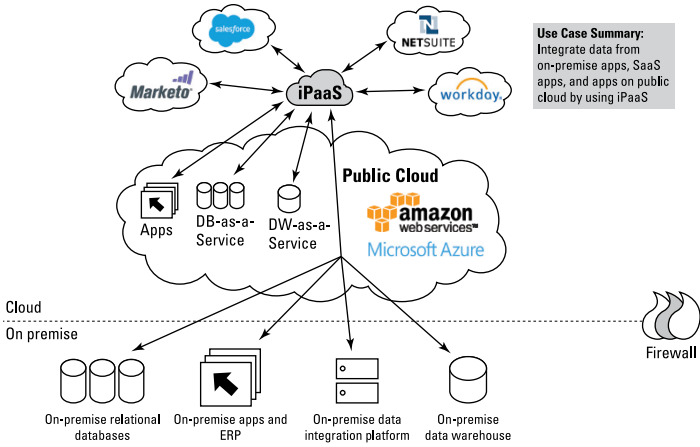 salesforce
NETSUITE
Marketo
iPaaS
workday.
Use Case Summary:
Integrate data from
on-premise apps, SaaS
apps, and apps on public
cloud by using iPaaS
Public Cloud
Apps
DB-as-a-
Service
DW-as-a-
Service
amazon
webservices™
Microsoft Azure
Cloud
On premise
Firewall
On-premise relational
databases
On-premise apps and
ERP
On-premise data
integration platform
On-premise
data warehouse